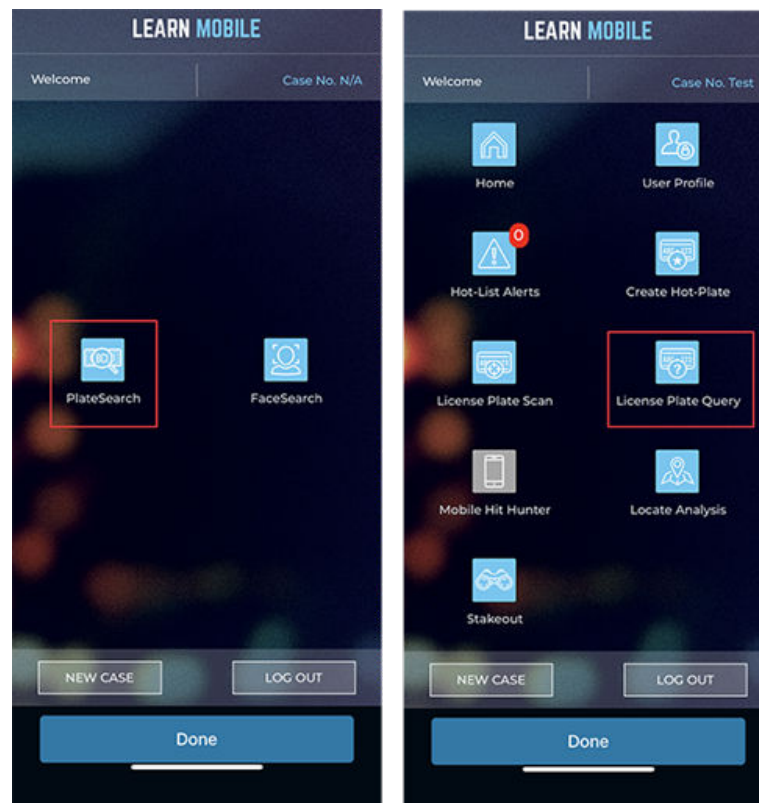 LEARN MOBILE
Welcome
Case No. N/A
PlateSearch
FaceSearch
NEW CASE
LOG OUT
Done
LEARN MOBILE
Welcome
Case No. Test
Home
User Profile
0
Hot-List Alerts
Create Hot-Plate
License Plate Scan
?
License Plate Query
Mobile Hit Hunter
Locate Analysis
Stakeout
NEW CASE
LOG OUT
Done